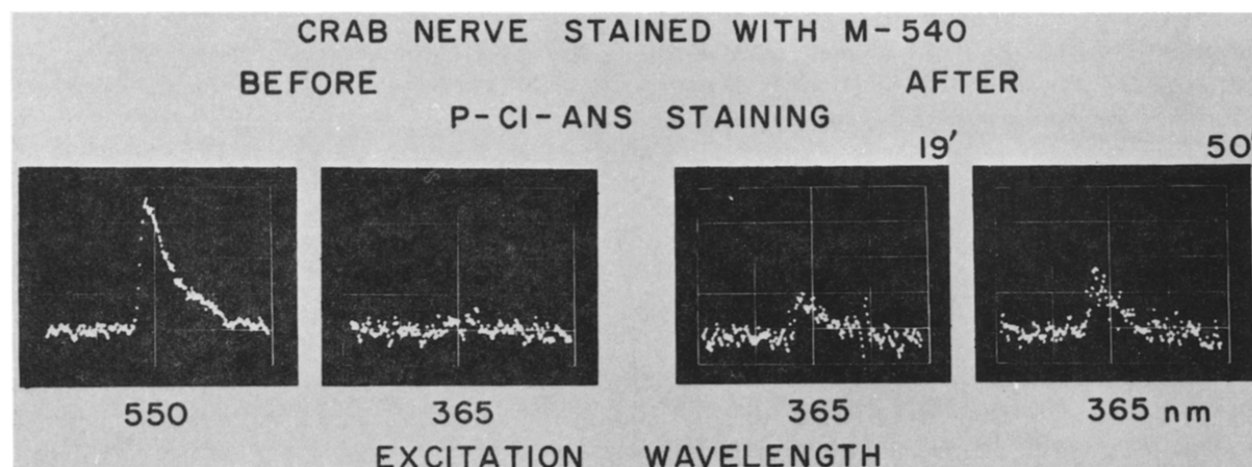 CRAB NERVE STAINED WITH M-540
BEFORE AFTER
P-Cl-ANS STAINING
19' 50
550 365 365 365 nm
EXCITATION WAVELENGTH